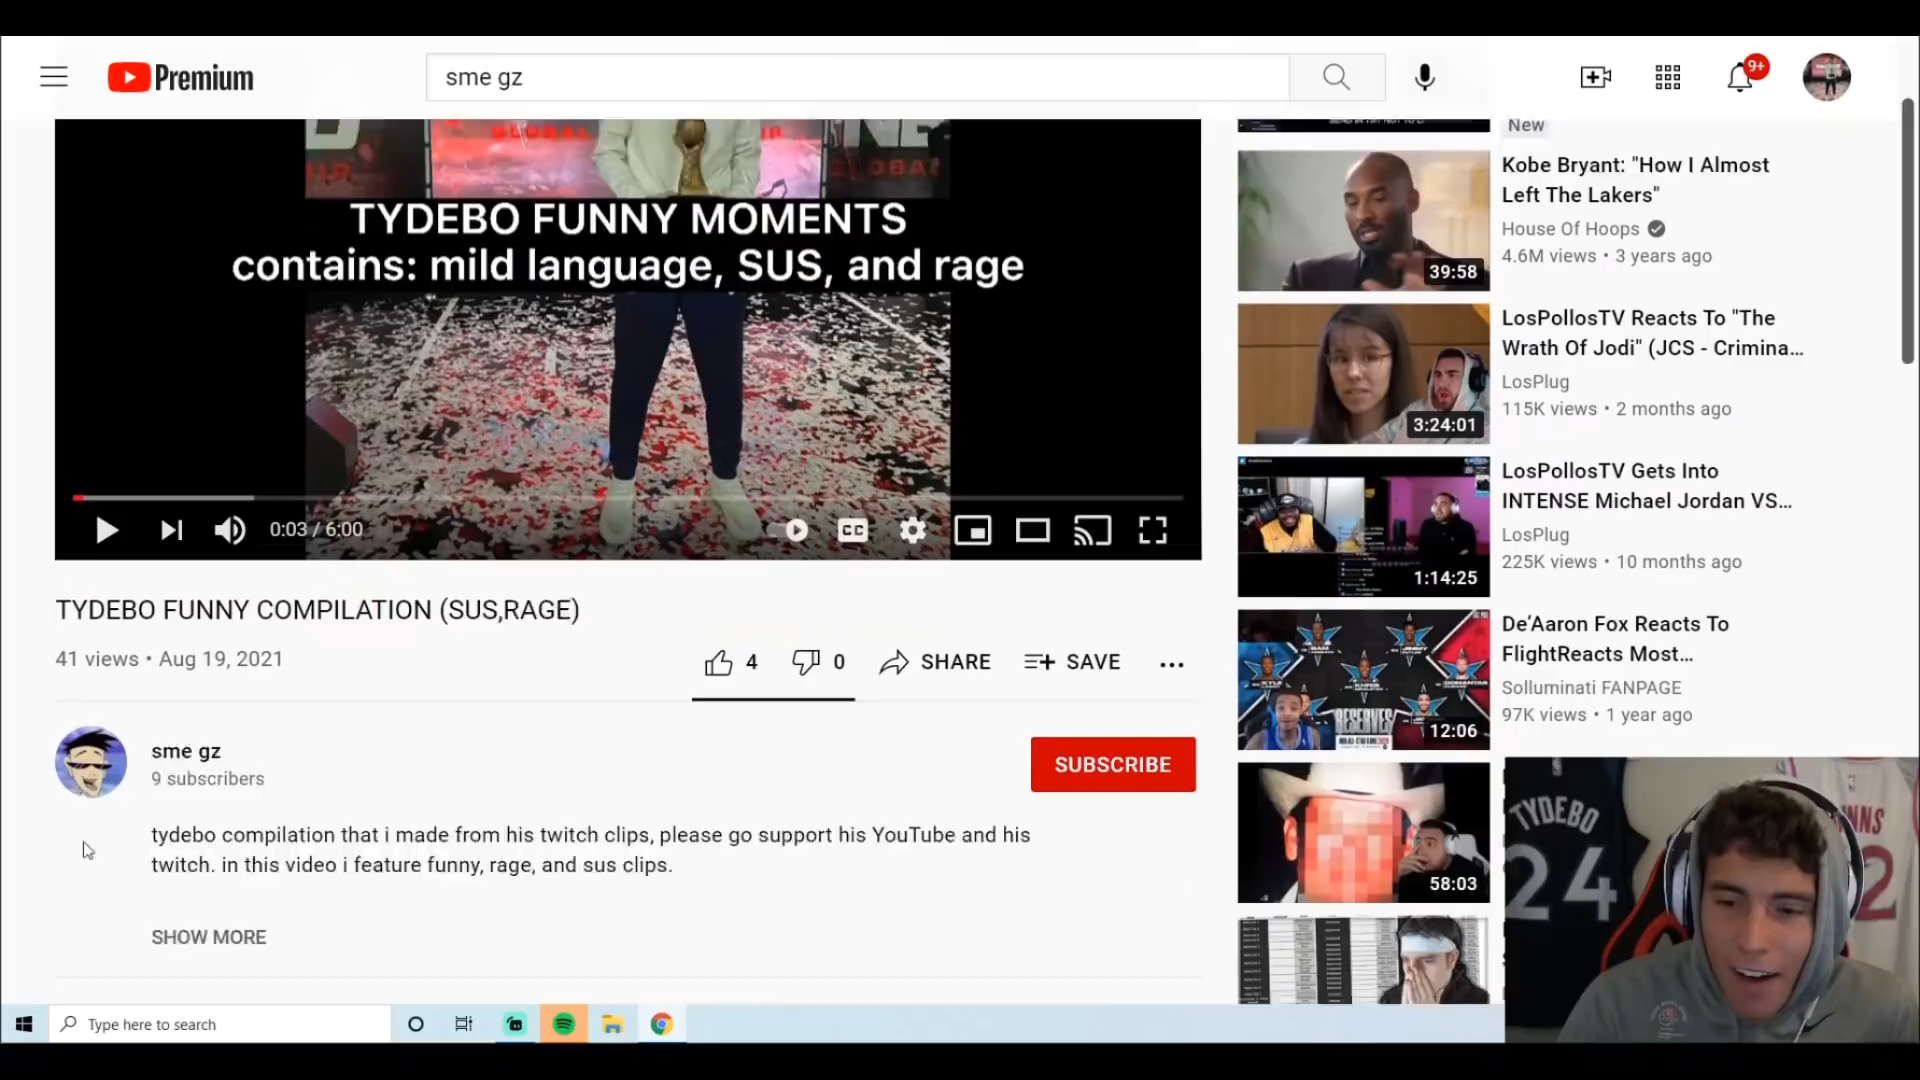 Premium
sme gz
9+
GLOBAL
TYDEBO FUNNY MOMENTS
contains: mild language, SUS, and rage
0:03 / 6:00
CC
TYDEBO FUNNY COMPILATION (SUS,RAGE)
41 views • Aug 19, 2021
4
0
SHARE
SAVE
sme gz
9 subscribers
SUBSCRIBE
tydebo compilation that i made from his twitch clips, please go support his YouTube and his
twitch. in this video i feature funny, rage, and sus clips.
SHOW MORE
New
Kobe Bryant: "How I Almost
Left The Lakers"
House Of Hoops
4.6M views • 3 years ago
39:58
LosPollosTV Reacts To "The
Wrath Of Jodi" (JCS - Crimina...
LosPlug
115K views • 2 months ago
3:24:01
LosPollosTV Gets Into
INTENSE Michael Jordan VS...
LosPlug
225K views • 10 months ago
1:14:25
De’Aaron Fox Reacts To
FlightReacts Most...
Solluminati FANPAGE
97K views • 1 year ago
RESERVES
12:06
58:03
TYDEBO
24
NNS
2
Type here to search